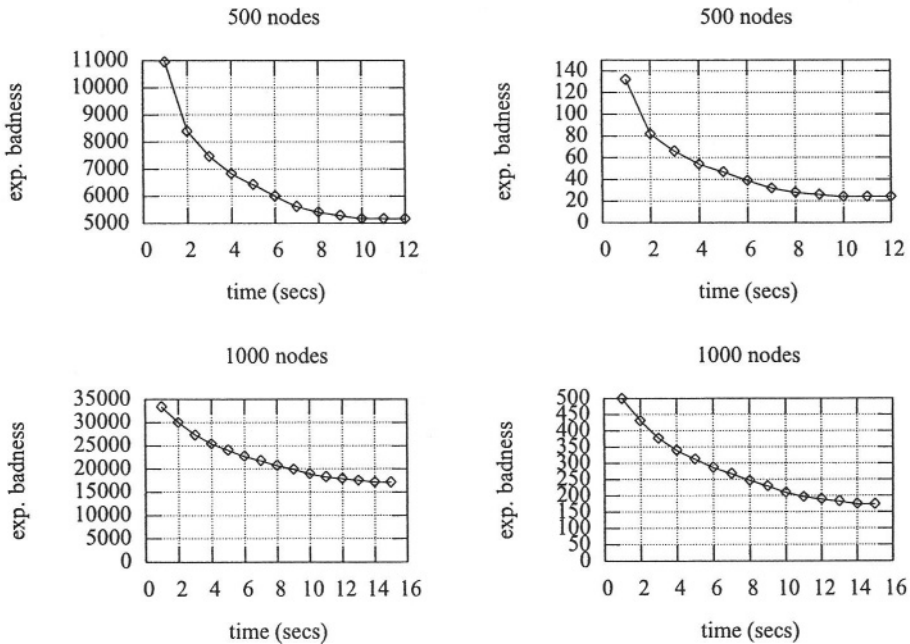 500 nodes
exp. badness
11000
10000
9000
8000
7000
6000
5000
0 2 4 6 8 10 12
time (secs)
500 nodes
exp. badness
140
120
100
80
60
40
20
0
0 2 4 6 8 10 12
time (secs)
1000 nodes
exp. badness
35000
30000
25000
20000
15000
10000
5000
0
0 2 4 6 8 10 12 14 16
time (secs)
1000 nodes
exp. badness
500
450
400
350
300
250
200
150
100
50
0
0 2 4 6 8 10 12 14 16
time (secs)